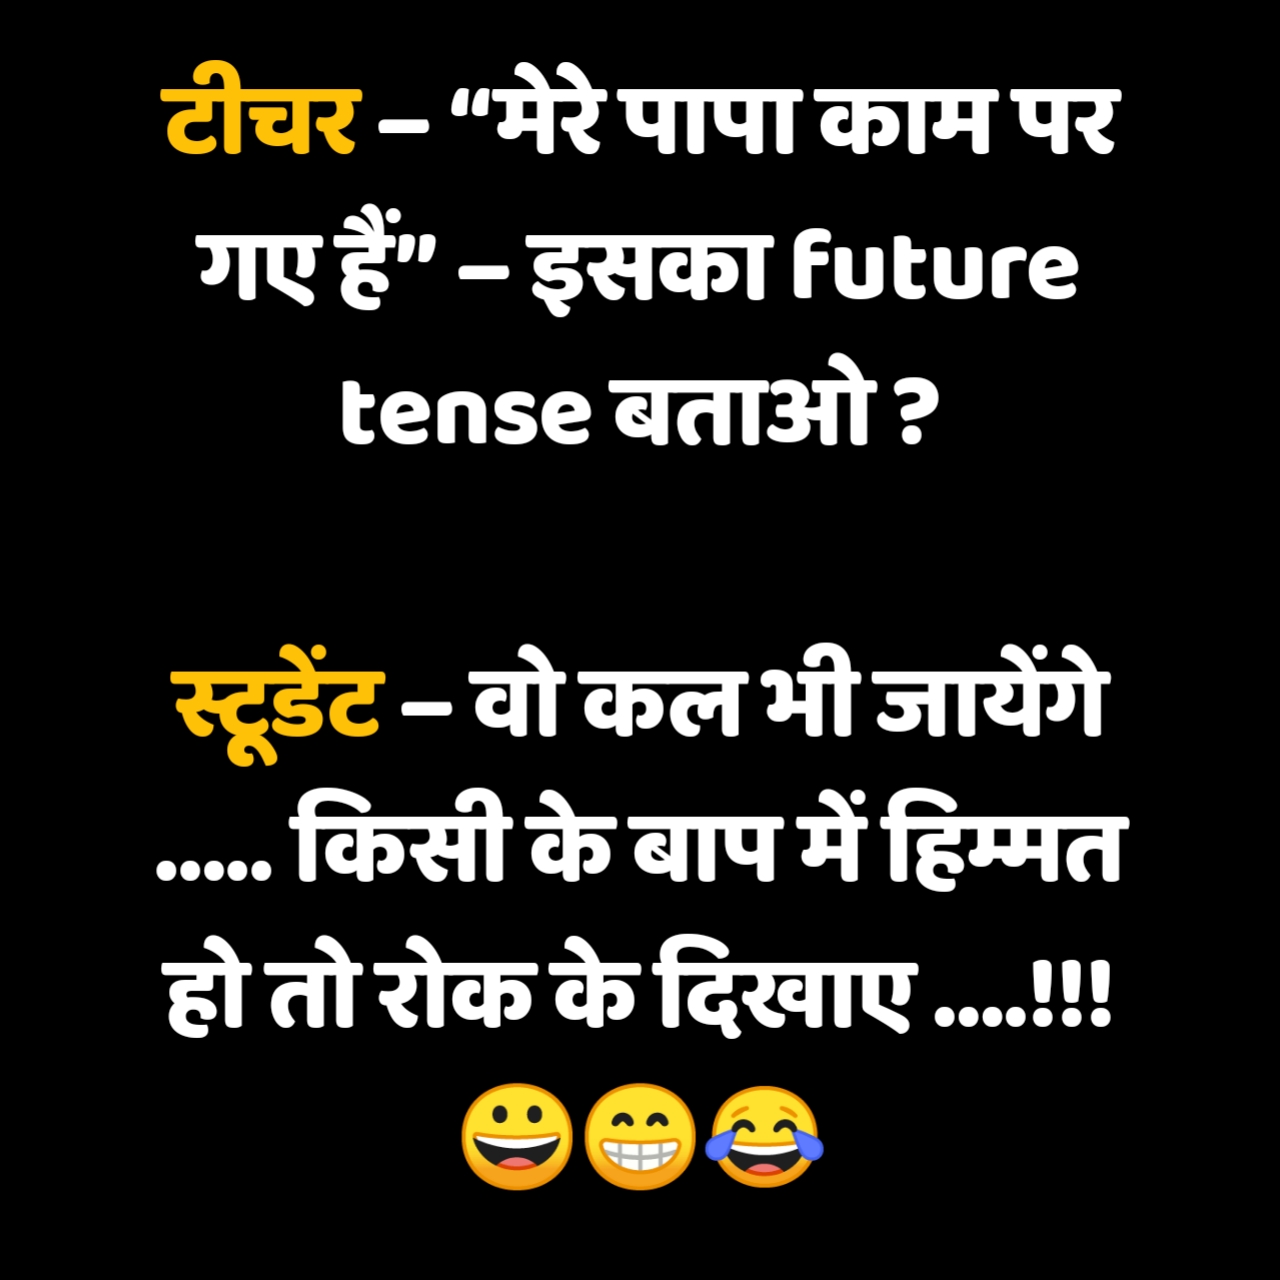 टीचर – “मेरे पापा काम पर
गए हैं” – इसका future
tense बताओ ?
स्टूडेंट – वो कल भी जायेंगे
..... किसी के बाप में हिम्मत
हो तो रोक के दिखाए ....!!!
😀😁😂